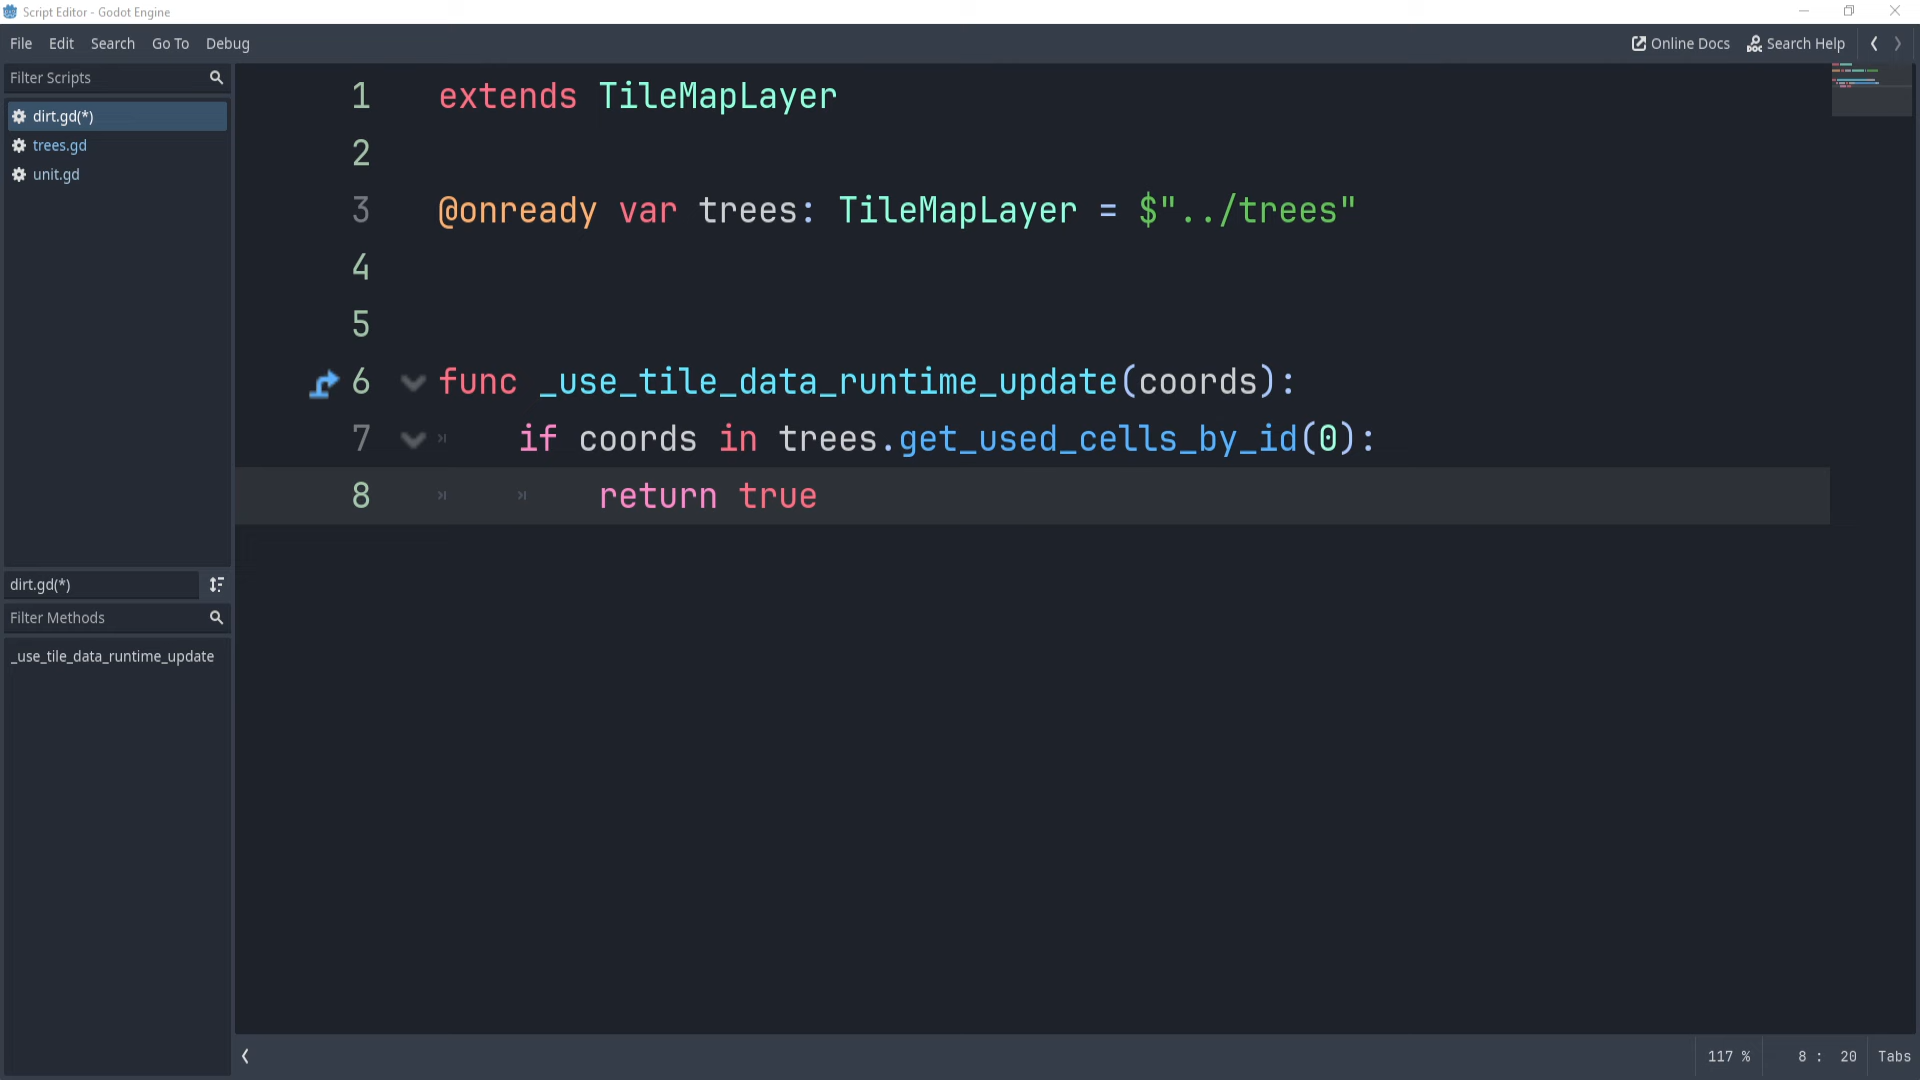 Script Editor - Godot Engine
File Edit Search Go To Debug
Online Docs Search Help
Filter Scripts
dirt.gd(*)
trees.gd
unit.gd
dirt.gd(*)
Filter Methods
_use_tile_data_runtime_update
1 extends TileMapLayer
2
3 @onready var trees: TileMapLayer = $"../trees"
4
5
6 func _use_tile_data_runtime_update(coords):
7 if coords in trees.get_used_cells_by_id(0):
8 return true
117 % 8 : 20 Tabs